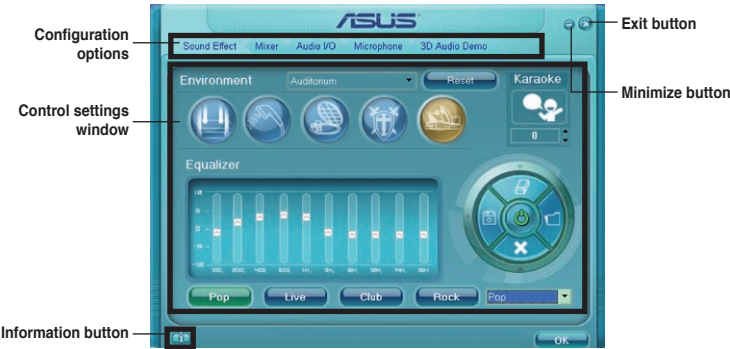 ASUS
Configuration options
Sound Effect Mixer Audio I/O Microphone 3D Audio Demo
Exit button
Minimize button
Control settings window
Environment Auditorium Reset Karaoke
0
Equalizer
Pop Live Club Rock Pop
Information button
OK